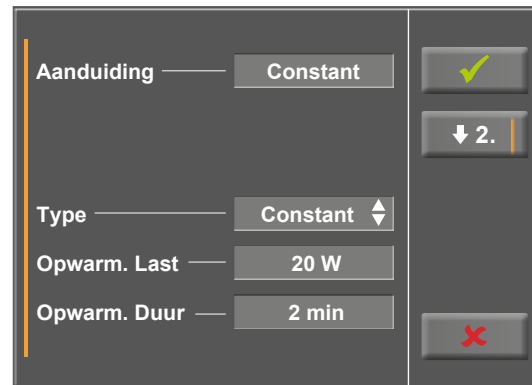 Aanduiding Constant
2.
Type Constant
Opwarm. Last 20 W
Opwarm. Duur 2 min